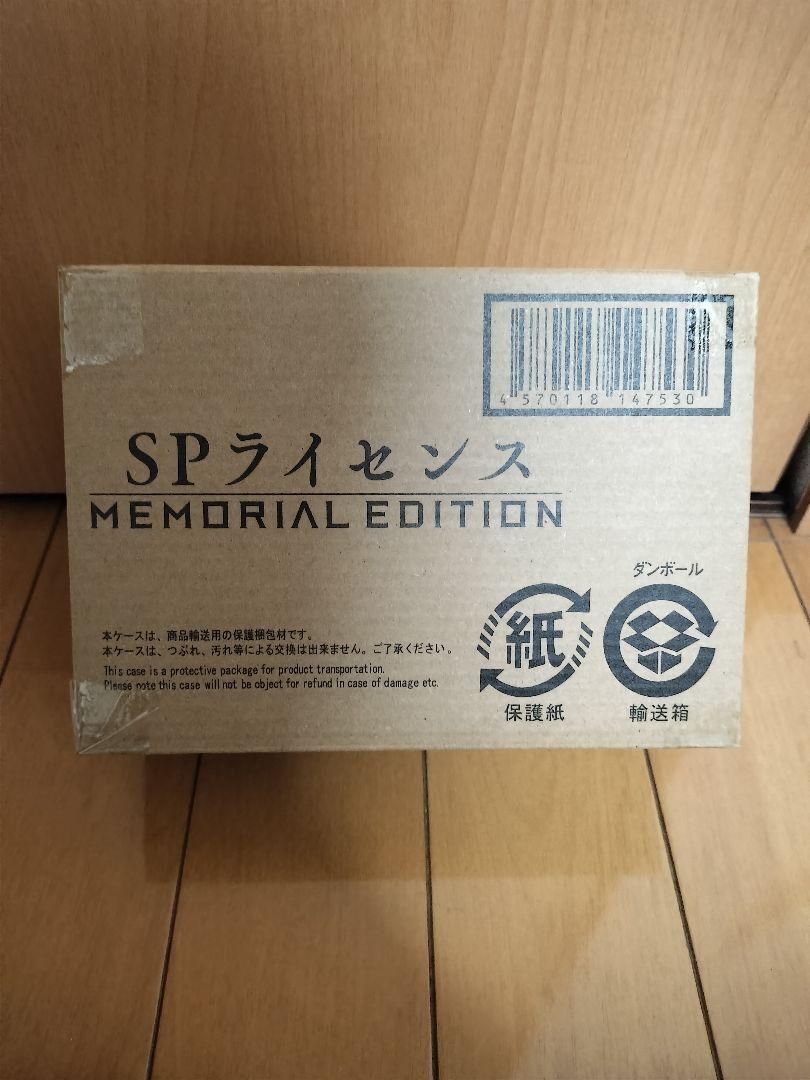 4 570118 147530
SPライセンス
MEMORIAL EDITION
ダンボール
紙
本ケースは、商品輸送用の保護梱包材です。
本ケースは、つぶれ、汚れ等による交換は出来ません。ご了承ください。
This case is a protective package for product transportation.
Please note this case will not be object for refund in case of damage etc.
保護紙
輸送箱